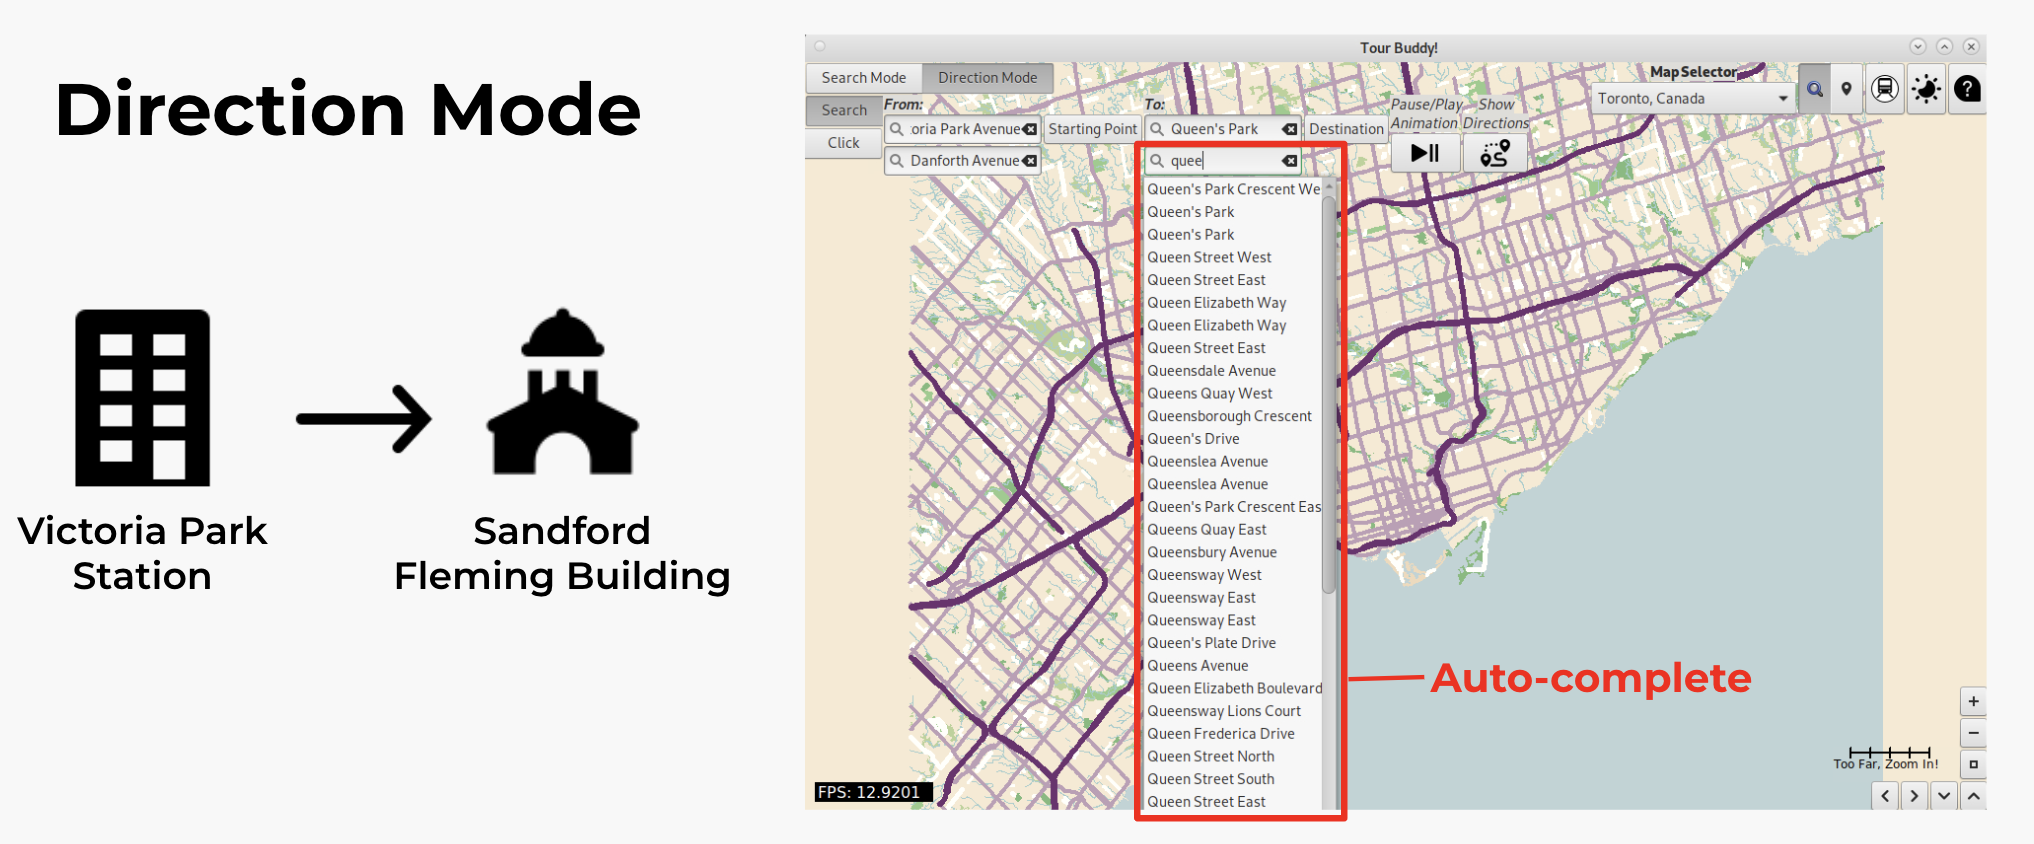 Direction Mode
Victoria Park
Station
Sandford
Fleming Building
Tour Buddy!
Search Mode
Direction Mode
Map Selector
Toronto, Canada
Search
Click
From:
oria Park Avenue
Starting Point
Danforth Avenue
To:
Queen's Park
Destination
quee
Pause/Play
Animation
Show
Directions
?
Queen's Park Crescent We
Queen's Park
Queen's Park
Queen Street West
Queen Street East
Queen Elizabeth Way
Queen Elizabeth Way
Queen Street East
Queensdale Avenue
Queens Quay West
Queensborough Crescent
Queen's Drive
Queenslea Avenue
Queenslea Avenue
Queen's Park Crescent Eas
Queens Quay East
Queensbury Avenue
Queensway West
Queensway East
Queensway East
Queen's Plate Drive
Queens Avenue
Queen Elizabeth Boulevard
Queensway Lions Court
Queen Frederica Drive
Queen Street North
Queen Street South
Queen Street East
Auto-complete
Too Far, Zoom In!
FPS: 12.9201